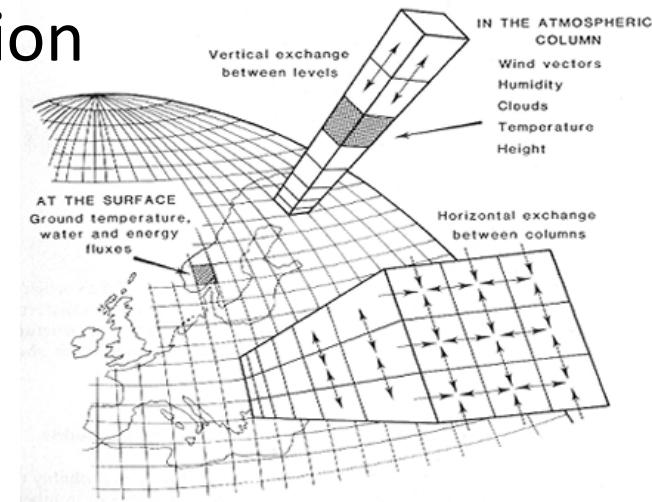 ion
Vertical exchange
between levels
IN THE ATMOSPHERIC
COLUMN
Wind vectors
Humidity
Clouds
Temperature
Height
AT THE SURFACE
Ground temperature,
water and energy
fluxes
Horizontal exchange
between columns